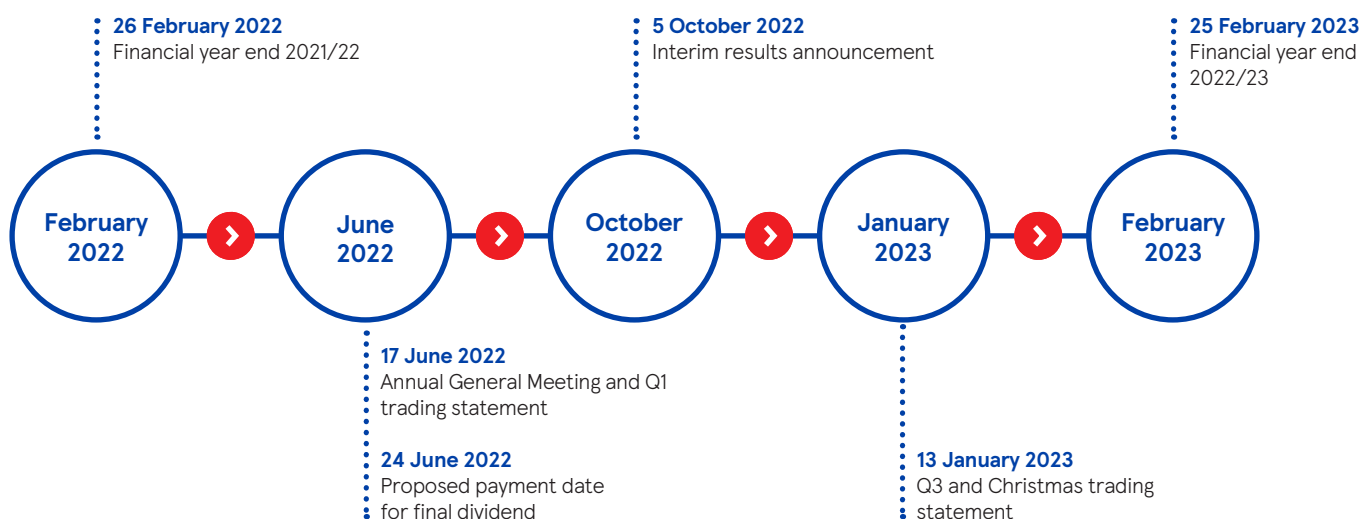 26 February 2022
Financial year end 2021/22
5 October 2022
Interim results announcement
25 February 2023
Financial year end
2022/23
February
2022
June
2022
October
2022
January
2023
February
2023
17 June 2022
Annual General Meeting and Q1
trading statement
24 June 2022
Proposed payment date
for final dividend
13 January 2023
Q3 and Christmas trading
statement